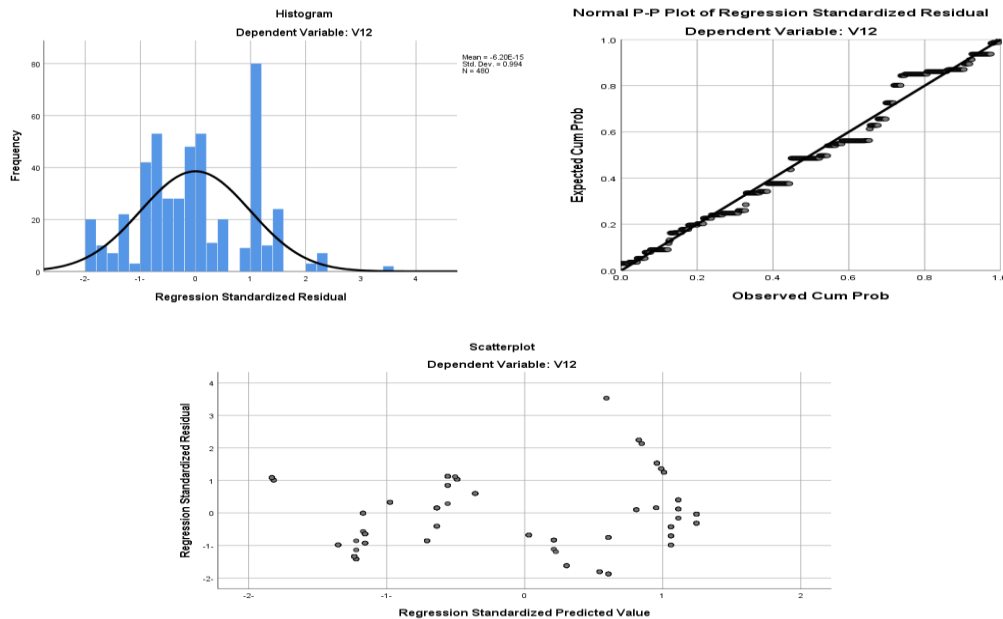 Histogram
Dependent Variable: V12
Mean = -6.20E-15
Std. Dev. = 0.994
N = 480
Frequency
80
60
40
20
0
2-
1-
0
1
2
3
4
Regression Standardized Residual
Normal P-P Plot of Regression Standardized Residual
Dependent Variable: V12
Expected Cum Prob
1.0
0.8
0.6
0.4
0.2
0.0
0.0
0.2
0.4
0.6
0.8
1.0
Observed Cum Prob
Scatterplot
Dependent Variable: V12
Regression Standardized Residual
4
3
2
1
0
1-
2-
2-
1-
0
1
2
Regression Standardized Predicted Value